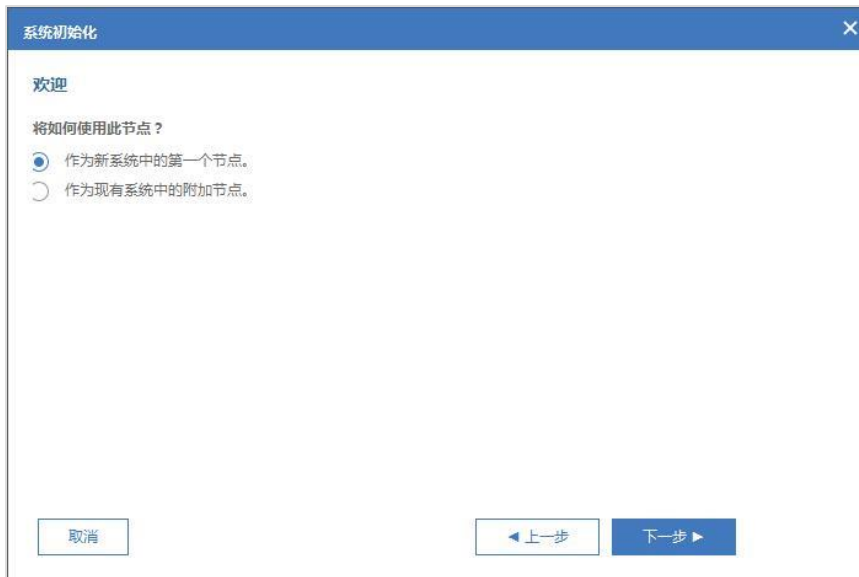 系统初始化
欢迎
将如何使用此节点？
作为新系统中的第一个节点。
作为现有系统中的附加节点。
取消
◀ 上一步
下一步 ▶